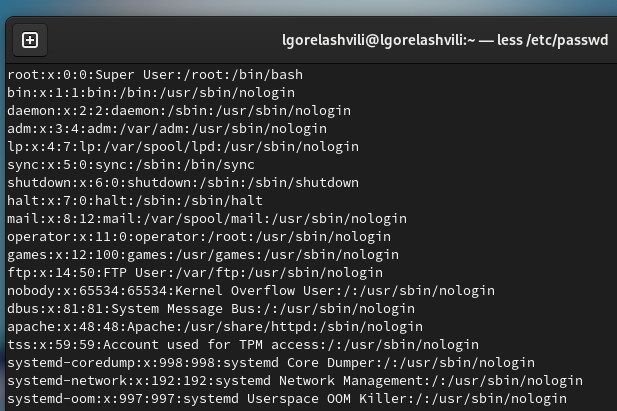 lgorelashvili@lgorelashvili:~ — less /etc/passwd
root:x:0:0:Super User:/root:/bin/bash
bin:x:1:1:bin:/bin:/usr/sbin/nologin
daemon:x:2:2:daemon:/sbin:/usr/sbin/nologin
adm:x:3:4:adm:/var/adm:/usr/sbin/nologin
lp:x:4:7:lp:/var/spool/lpd:/usr/sbin/nologin
sync:x:5:0:sync:/sbin:/bin/sync
shutdown:x:6:0:shutdown:/sbin:/sbin/shutdown
halt:x:7:0:halt:/sbin:/sbin/halt
mail:x:8:12:mail:/var/spool/mail:/usr/sbin/nologin
operator:x:11:0:operator:/root:/usr/sbin/nologin
games:x:12:100:games:/usr/games:/usr/sbin/nologin
ftp:x:14:50:FTP User:/var/ftp:/usr/sbin/nologin
nobody:x:65534:65534:Kernel Overflow User:/:/usr/sbin/nologin
dbus:x:81:81:System Message Bus:/:/usr/sbin/nologin
apache:x:48:48:Apache:/usr/share/httpd:/sbin/nologin
tss:x:59:59:Account used for TPM access:/:/usr/sbin/nologin
systemd-coredump:x:998:998:systemd Core Dumper:/:/usr/sbin/nologin
systemd-network:x:192:192:systemd Network Management:/:/usr/sbin/nologin
systemd-oom:x:997:997:systemd Userspace OOM Killer:/:/usr/sbin/nologin